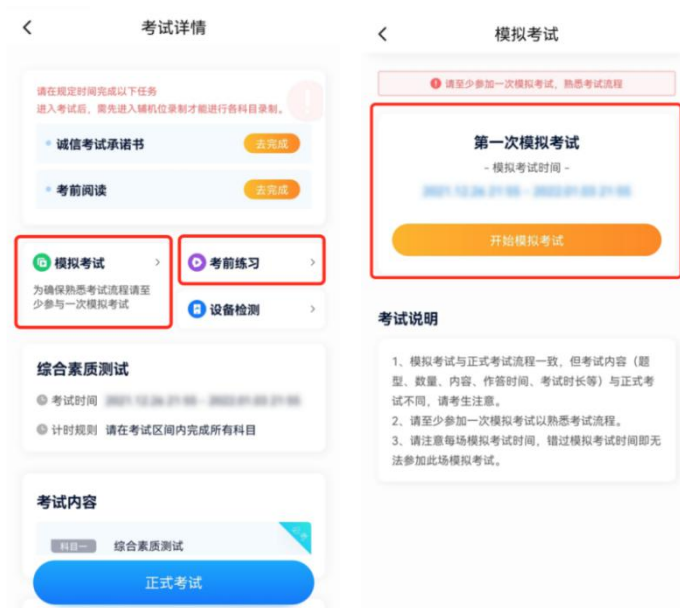 考试详情
请在规定时间完成以下任务
进入考试后，需先进入辅机位录制才能进行各科目录制。
诚信考试承诺书
去完成
考前阅读
去完成
模拟考试
为确保熟悉考试流程请至
少参与一次模拟考试
考前练习
设备检测
综合素质测试
考试时间
计时规则 请在考试区间内完成所有科目
考试内容
科目一 综合素质测试
正式考试
模拟考试
请至少参加一次模拟考试，熟悉考试流程
第一次模拟考试
- 模拟考试时间 -
开始模拟考试
考试说明
1、模拟考试与正式考试流程一致，但考试内容（题
型、数量、内容、作答时间、考试时长等）与正式考
试不同，请考生注意。
2、请至少参加一次模拟考试以熟悉考试流程。
3、请注意每场模拟考试时间，错过模拟考试时间即无
法参加此场模拟考试。